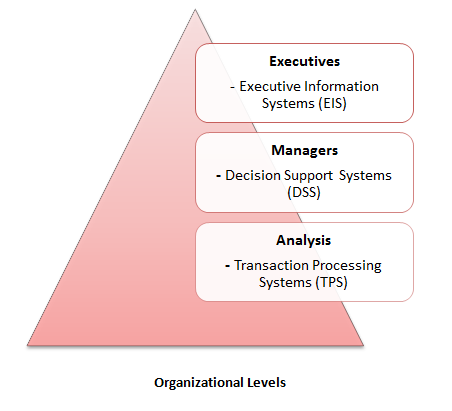 Executives
- Executive Information
Systems (EIS)
Managers
- Decision Support Systems
(DSS)
Analysis
- Transaction Processing
Systems (TPS)
Organizational Levels